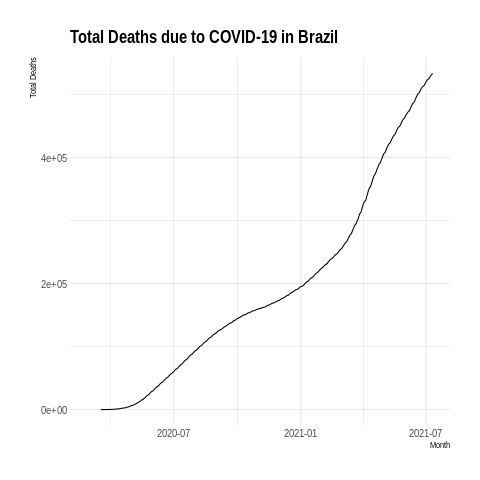 Total Deaths due to COVID-19 in Brazil
Total Deaths
4e+05
2e+05
0e+00
2020-07 2021-01 2021-07
Month